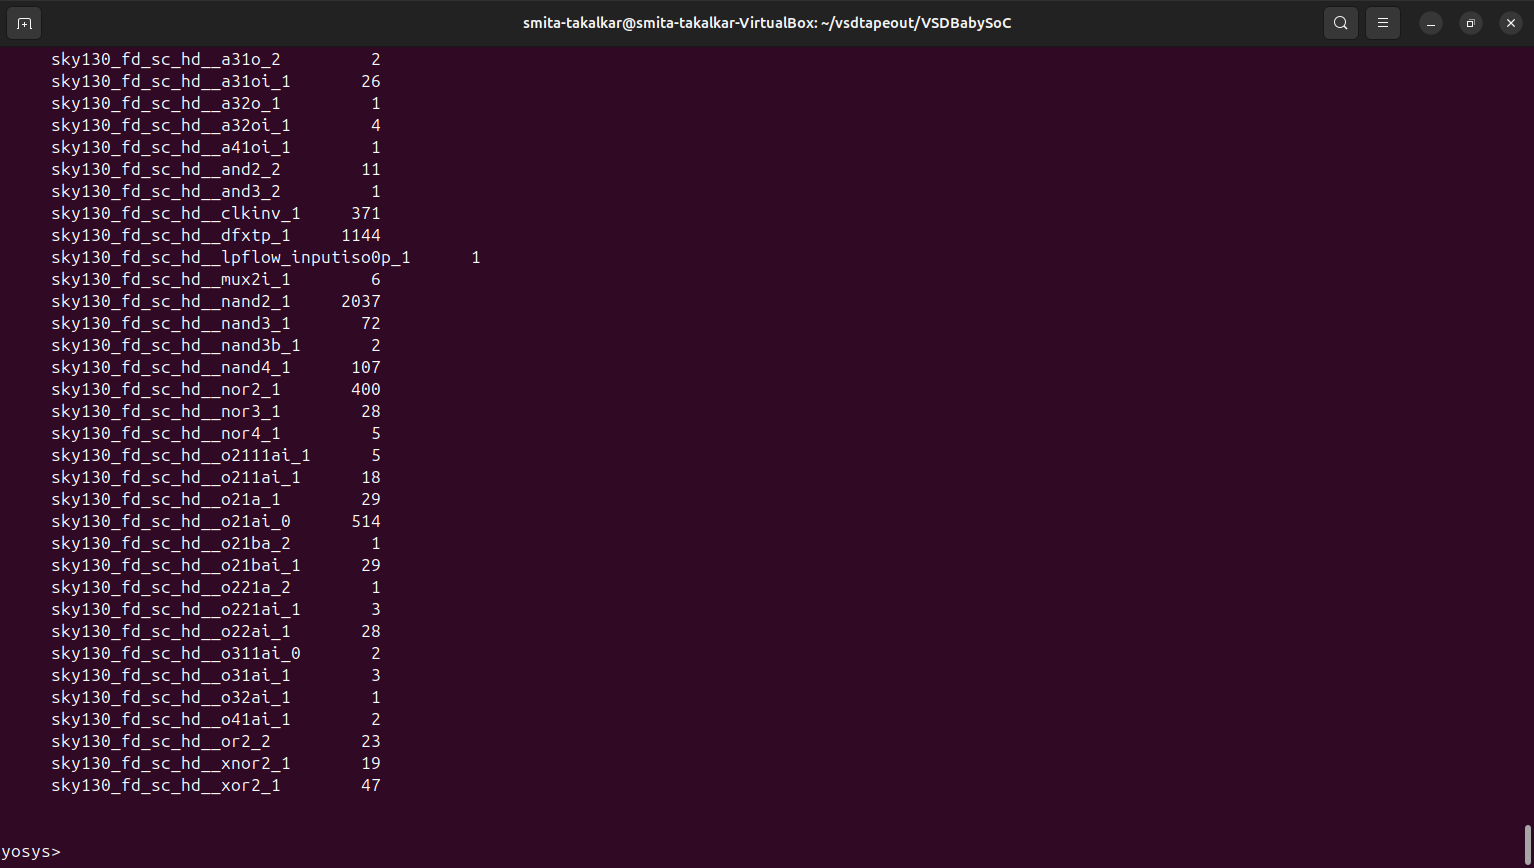 smita-takalkar@smita-takalkar-VirtualBox: ~/vsdtapeout/VSDBabySoC
sky130_fd_sc_hd__a31o_2 2
sky130_fd_sc_hd__a31oi_1 26
sky130_fd_sc_hd__a32o_1 1
sky130_fd_sc_hd__a32oi_1 4
sky130_fd_sc_hd__a41oi_1 1
sky130_fd_sc_hd__and2_2 11
sky130_fd_sc_hd__and3_2 1
sky130_fd_sc_hd__clkinv_1 371
sky130_fd_sc_hd__dfxtp_1 1144
sky130_fd_sc_hd__lpflow_inputiso0p_1 1
sky130_fd_sc_hd__mux2i_1 6
sky130_fd_sc_hd__nand2_1 2037
sky130_fd_sc_hd__nand3_1 72
sky130_fd_sc_hd__nand3b_1 2
sky130_fd_sc_hd__nand4_1 107
sky130_fd_sc_hd__nor2_1 400
sky130_fd_sc_hd__nor3_1 28
sky130_fd_sc_hd__nor4_1 5
sky130_fd_sc_hd__o2111ai_1 5
sky130_fd_sc_hd__o211ai_1 18
sky130_fd_sc_hd__o21a_1 29
sky130_fd_sc_hd__o21ai_0 514
sky130_fd_sc_hd__o21ba_2 1
sky130_fd_sc_hd__o21bai_1 29
sky130_fd_sc_hd__o221a_2 1
sky130_fd_sc_hd__o221ai_1 3
sky130_fd_sc_hd__o22ai_1 28
sky130_fd_sc_hd__o311ai_0 2
sky130_fd_sc_hd__o31ai_1 3
sky130_fd_sc_hd__o32ai_1 1
sky130_fd_sc_hd__o41ai_1 2
sky130_fd_sc_hd__or2_2 23
sky130_fd_sc_hd__xnor2_1 19
sky130_fd_sc_hd__xor2_1 47
yosys>